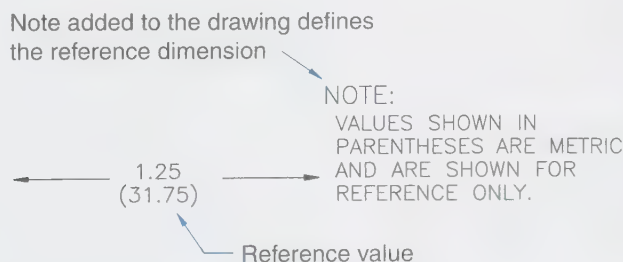 Note added to the drawing defines
the reference dimension
NOTE:
VALUES SHOWN IN
PARENTHESES ARE METRIC
AND ARE SHOWN FOR
REFERENCE ONLY.
1.25
(31.75)
Reference value